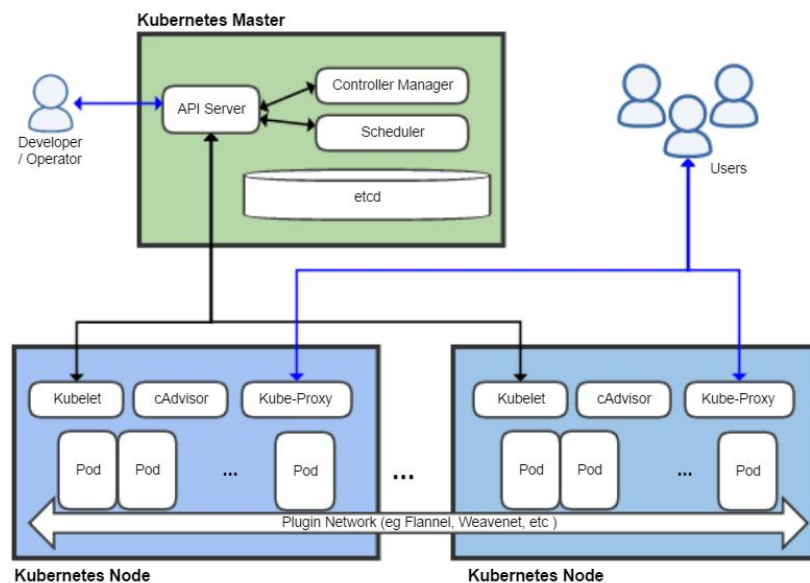 Kubernetes Master
API Server
Controller Manager
Scheduler
etcd
Developer
/ Operator
Users
Kubelet
cAdvisor
Kube-Proxy
Pod
Pod
...
Pod
...
Kubelet
cAdvisor
Kube-Proxy
Pod
Pod
...
Pod
Plugin Network (eg Flannel, Weavenet, etc )
Kubernetes Node
Kubernetes Node